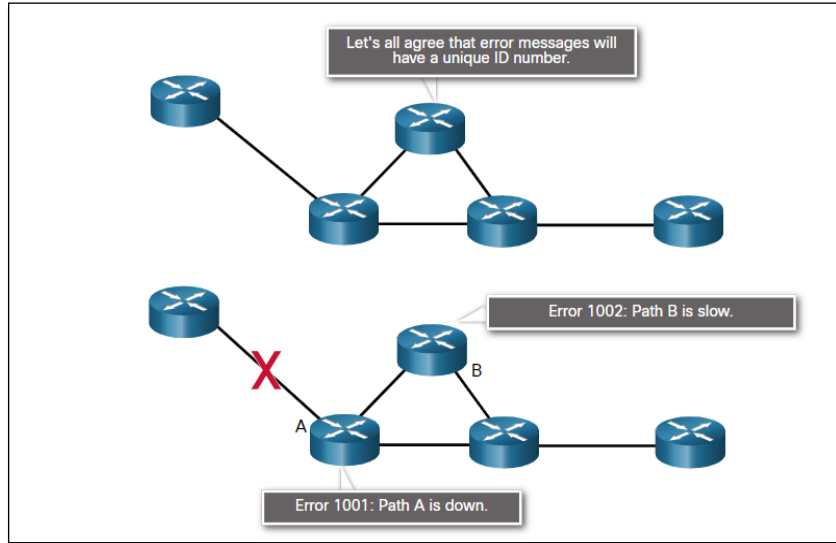 Let's all agree that error messages will
have a unique ID number.
Error 1002: Path B is slow.
B
A
Error 1001: Path A is down.